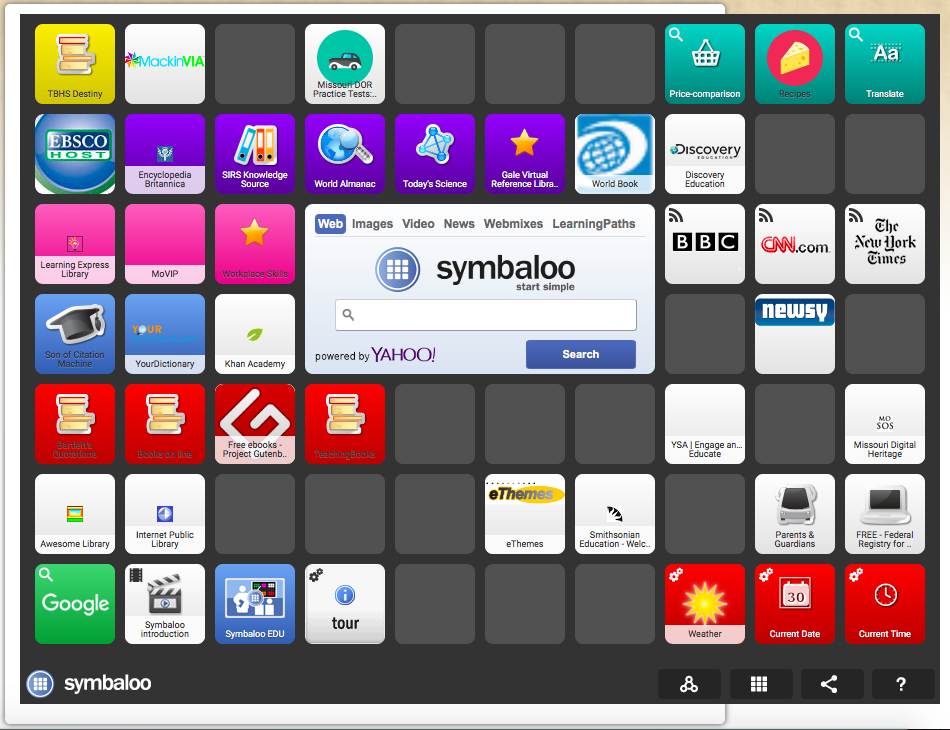 TBHS Destiny
MackinVIA
Missouri DOR
Practice Tests:..
Price-comparison
Recipes
Aa
Translate
EBSCO
HOST
Encyclopedia
Britannica
SIRS Knowledge
Source
World Almanac
Today's Science
Gale Virtual
Reference Libra..
World Book
Discovery
EDUCATION
Discovery
Education
Learning Express
Library
MoVIP
Workplace Skills
Web Images Video News Webmixes LearningPaths
symbaloo
start simple
powered by YAHOO!
Search
BBC
CNN.com
The
New York
Times
Son of Citation
Machine
YOUR
YourDictionary
Khan Academy
newsy
Bartlett's
Quotations
Books on line
Free ebooks -
Project Gutenb..
TeachingBooks
YSA | Engage an...
Educate
MO
SOS
Missouri Digital
Heritage
Awesome Library
Internet Public
Library
eThemes
eThemes
Smithsonian
Education - Welc..
Parents &
Guardians
FREE - Federal
Registry for ..
Google
Symbaloo
introduction
Symbaloo EDU
tour
Weather
30
Current Date
Current Time
symbaloo
?